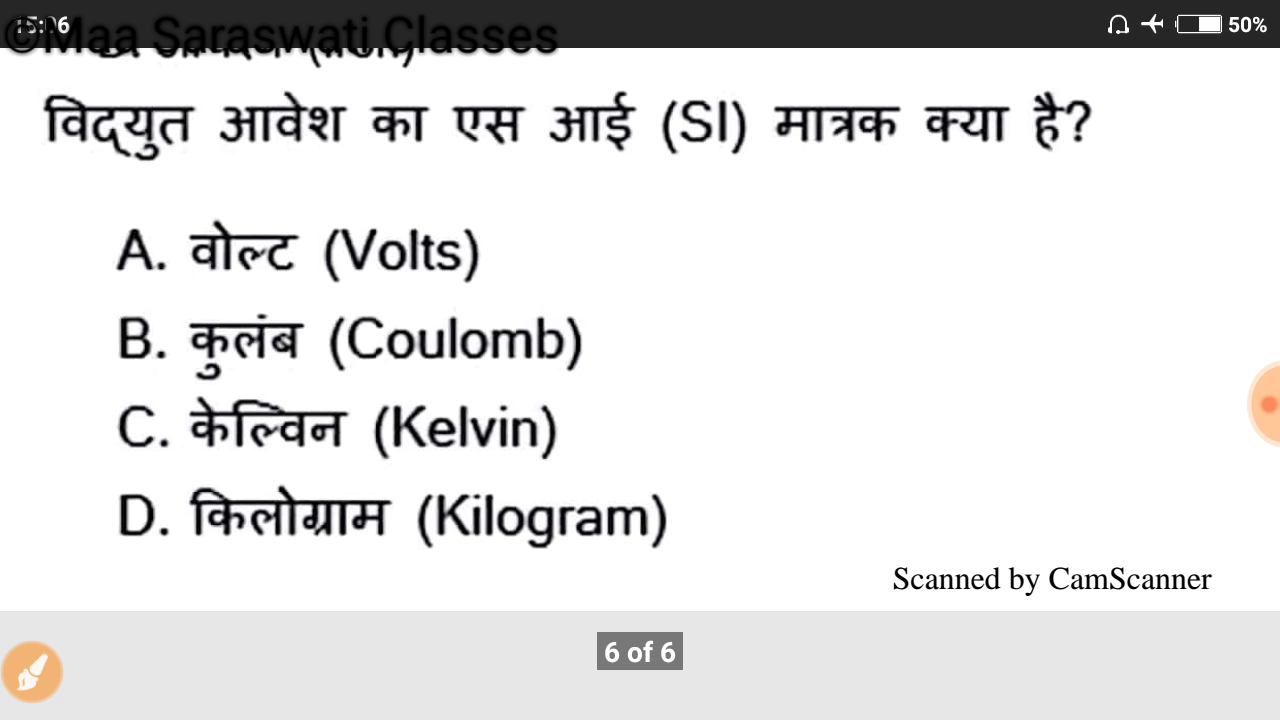 15:06 50%
©Maa Saraswati Classes
विद्‌युत आवेश का एस आई (SI) मात्रक क्या है?
A. वोल्ट (Volts)
B. कुलंब (Coulomb)
C. केल्विन (Kelvin)
D. किलोग्राम (Kilogram)
Scanned by CamScanner
6 of 6